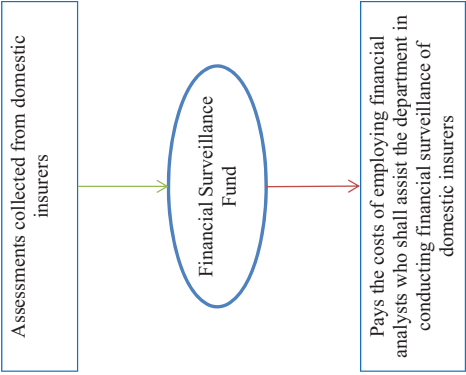 Assessments collected from domestic
insurers
Financial Surveillance
Fund
Pays the costs of employing financial
analysts who shall assist the department in
conducting financial surveillance of
domestic insurers